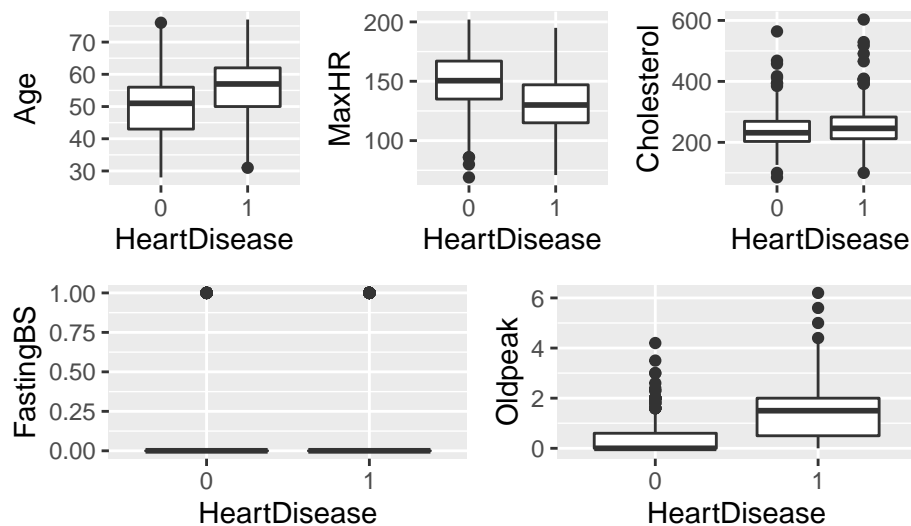 Age
70
60
50
40
30
0 1
HeartDisease
MaxHR
200
150
100
0 1
HeartDisease
Cholesterol
600
400
200
0 1
HeartDisease
FastingBS
1.00
0.75
0.50
0.25
0.00
0 1
HeartDisease
Oldpeak
6
4
2
0
0 1
HeartDisease